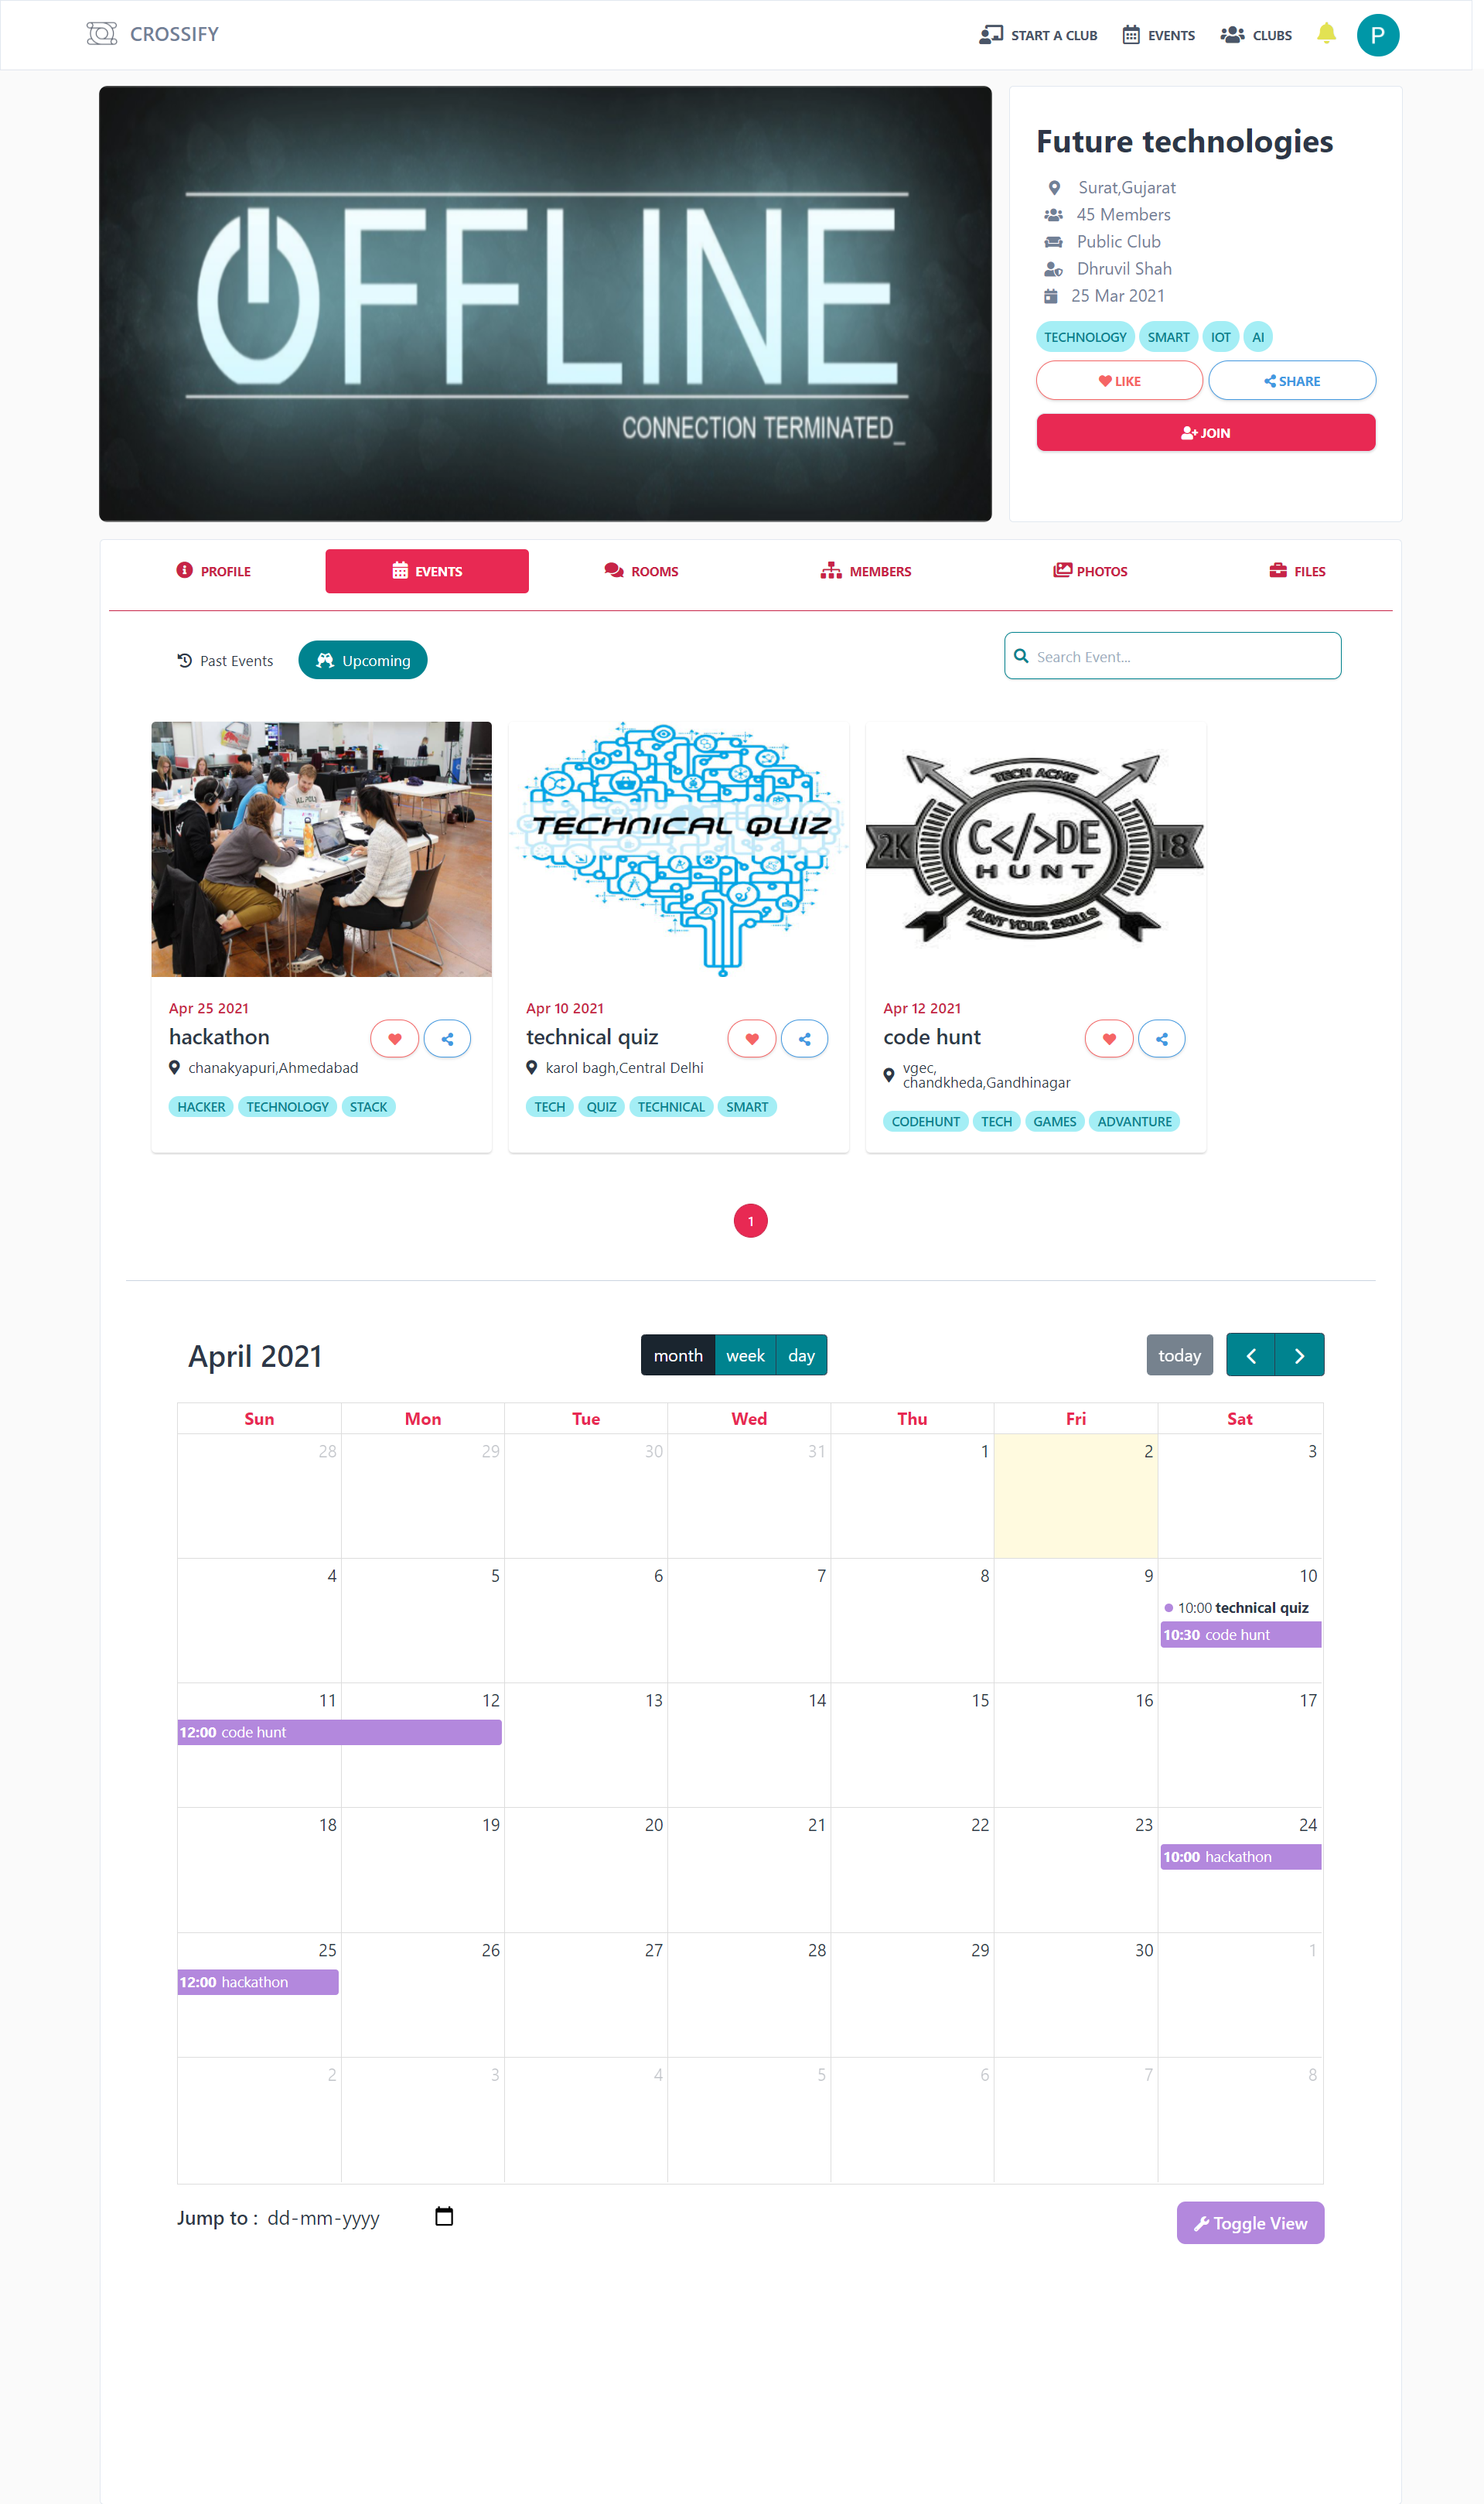 CROSSIFY
START A CLUB
EVENTS
CLUBS
P
OFFLINE
CONNECTION TERMINATED_
Future technologies
Surat,Gujarat
45 Members
Public Club
Dhruvil Shah
25 Mar 2021
TECHNOLOGY SMART IOT AI
LIKE SHARE
JOIN
PROFILE EVENTS ROOMS MEMBERS PHOTOS FILES
Past Events Upcoming Search Event...
TECHNICAL QUIZ
TECH ACME
2K C</>DE !8
HUNT
HUNT YOUR SKILLS
Apr 25 2021
hackathon
chanakyapuri,Ahmedabad
HACKER TECHNOLOGY STACK
Apr 10 2021
technical quiz
karol bagh,Central Delhi
TECH QUIZ TECHNICAL SMART
Apr 12 2021
code hunt
vgec,
chandkheda,Gandhinagar
CODEHUNT TECH GAMES ADVANTURE
1
April 2021 month week day today
Sun Mon Tue Wed Thu Fri Sat
28 29 30 31 1 2 3
4 5 6 7 8 9 10
10:00 technical quiz
10:30 code hunt
11 12 13 14 15 16 17
12:00 code hunt
18 19 20 21 22 23 24
10:00 hackathon
25 26 27 28 29 30 1
12:00 hackathon
2 3 4 5 6 7 8
Jump to : dd-mm-yyyy Toggle View